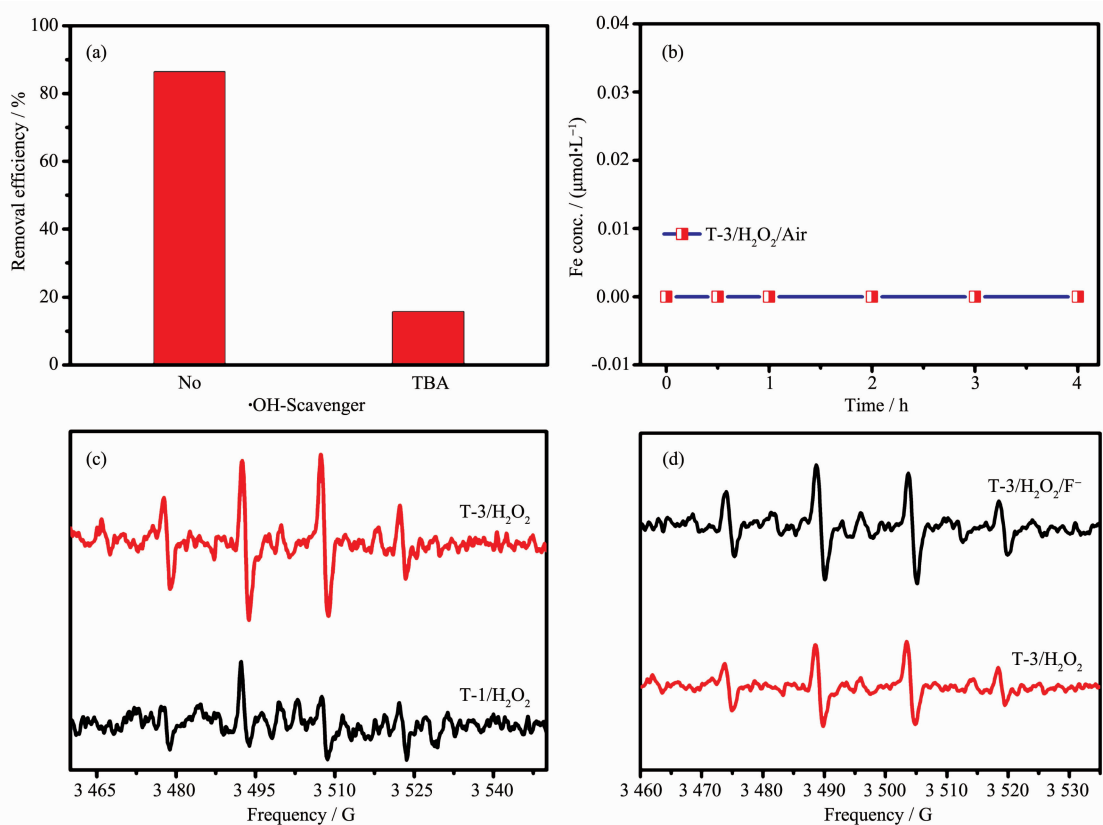 (a)
Removal efficiency / %
100
80
60
40
20
0
No
TBA
•OH-Scavenger
(b)
Fe conc. / (μmol•L⁻¹)
0.04
0.03
0.02
0.01
0.00
-0.01
T-3/H₂O₂/Air
0
1
2
3
4
Time / h
(c)
T-3/H₂O₂
T-1/H₂O₂
3 465
3 480
3 495
3 510
3 525
3 540
Frequency / G
(d)
T-3/H₂O₂/F⁻
T-3/H₂O₂
3 460
3 470
3 480
3 490
3 500
3 510
3 520
3 530
Frequency / G